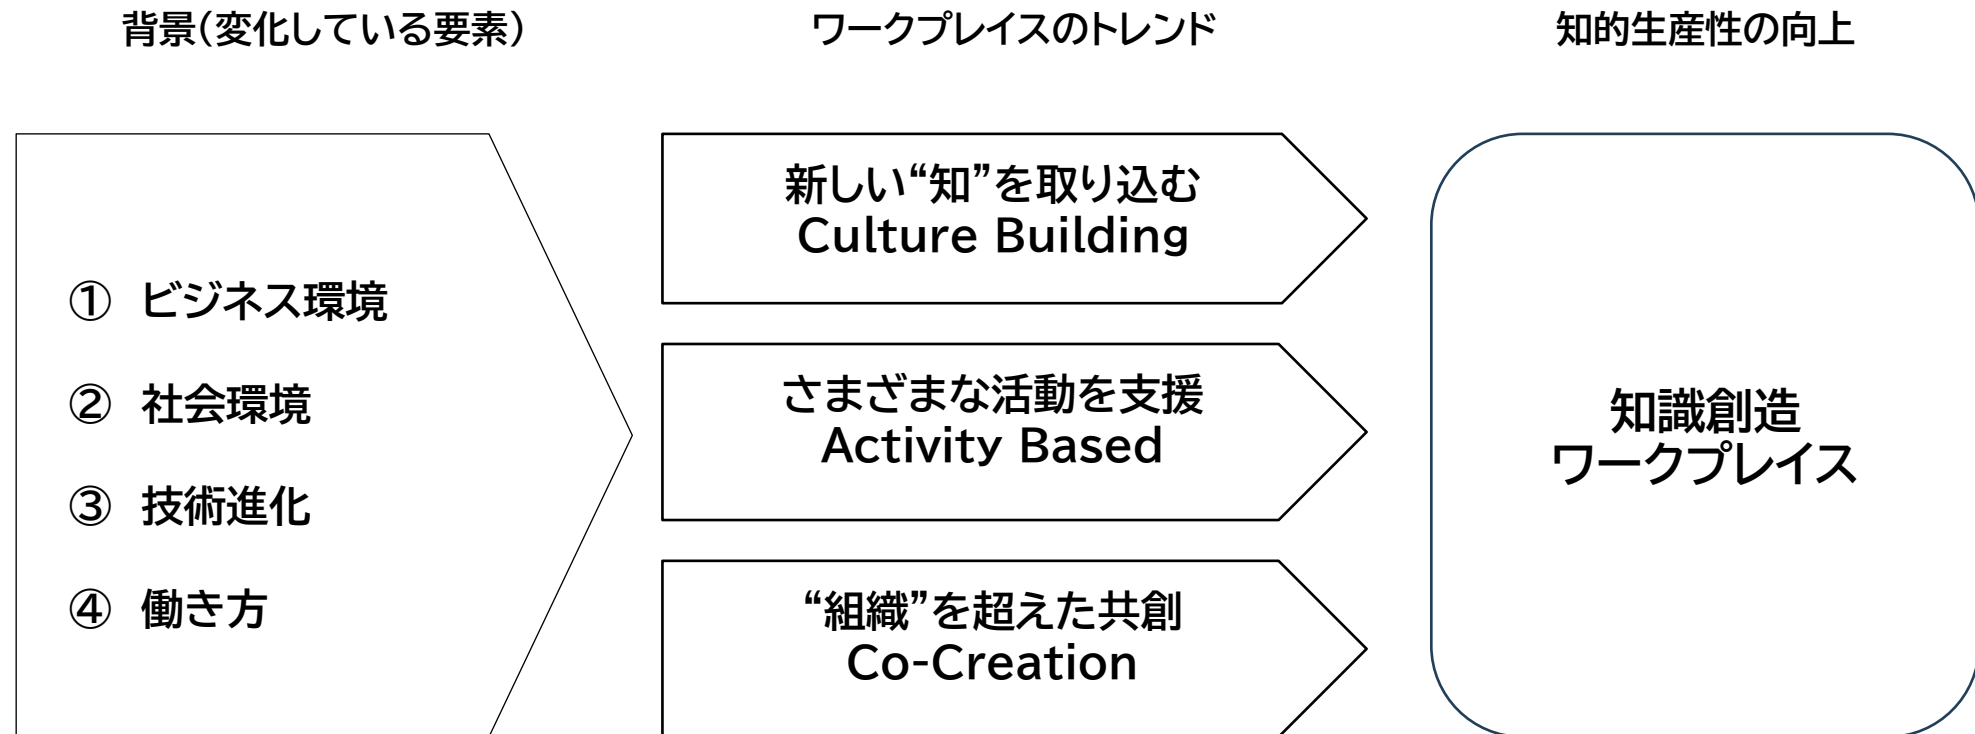 背景(変化している要素)
ワークプレイスのトレンド
知的生産性の向上
① ビジネス環境
② 社会環境
③ 技術進化
④ 働き方
新しい“知”を取り込む
Culture Building
さまざまな活動を支援
Activity Based
“組織”を超えた共創
Co-Creation
知識創造
ワークプレイス